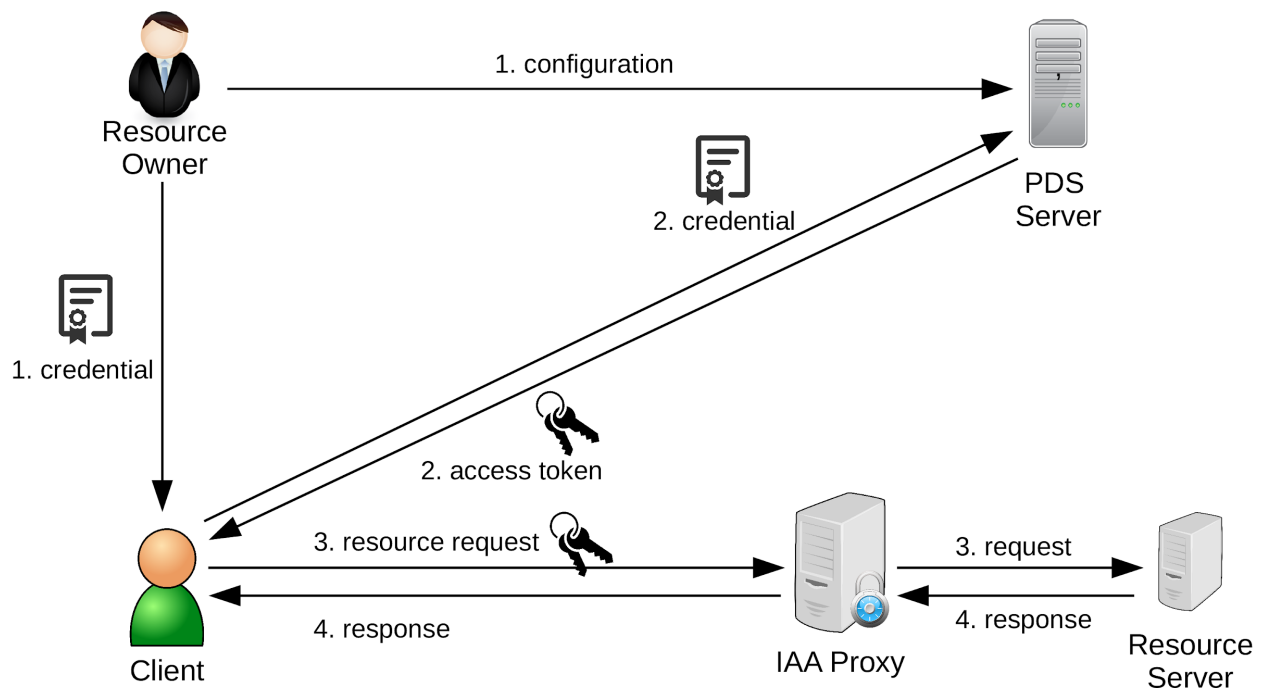 1. configuration
Resource
Owner
PDS
Server
2. credential
1. credential
2. access token
3. resource request
3. request
4. response
4. response
Client
IAA Proxy
Resource
Server